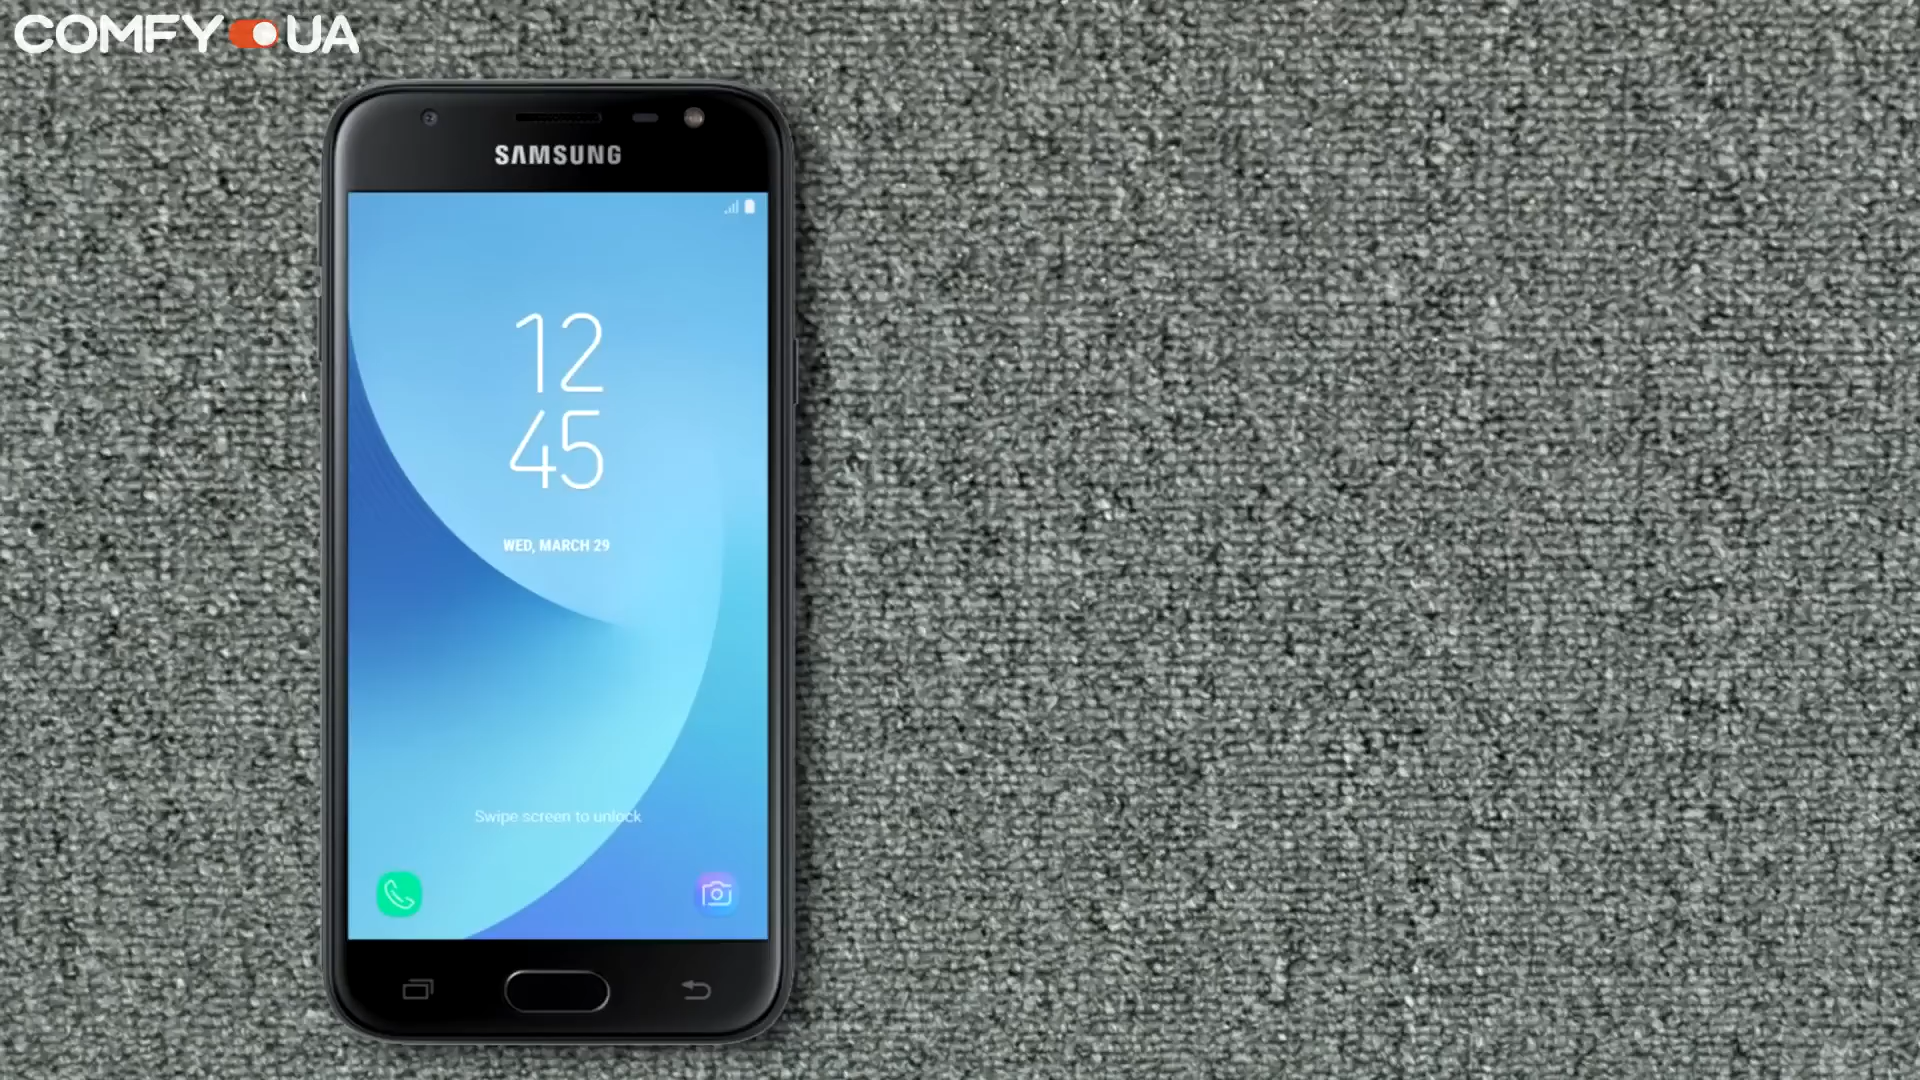 COMFY UA
SAMSUNG
12
45
WED, MARCH 29
Swipe screen to unlock